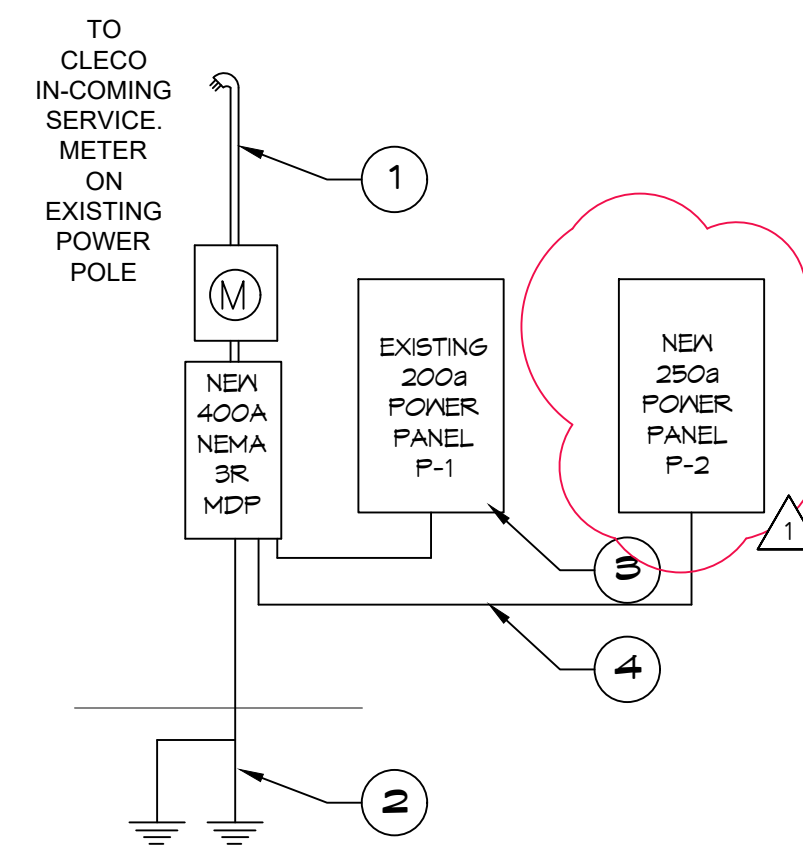 TO
CLECO
IN-COMING
SERVICE.
METER
ON
EXISTING
POWER
POLE
1
M
NEW
400A
NEMA
3R
MDP
EXISTING
200a
POWER
PANEL
P-1
NEW
250a
POWER
PANEL
P-2
1
3
4
2